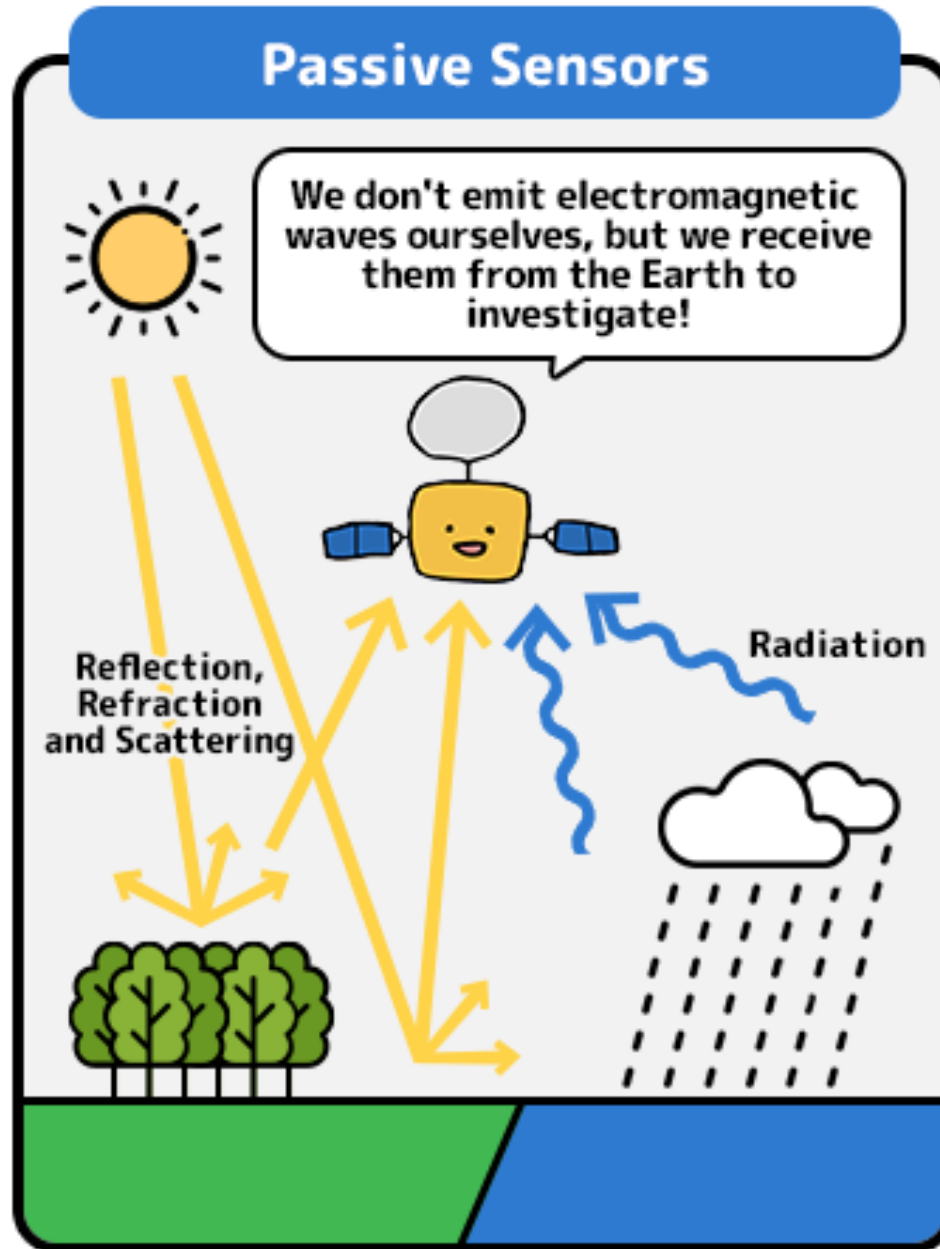 Passive Sensors
We don't emit electromagnetic
waves ourselves, but we receive
them from the Earth to
investigate!
Radiation
Reflection,
Refraction
and Scattering